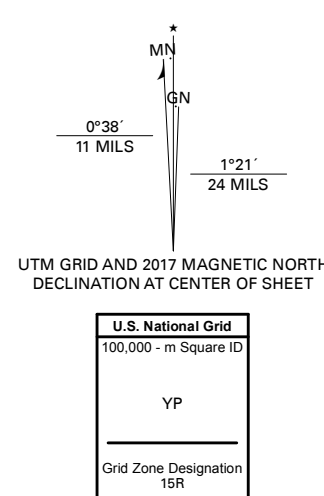 ★
MN
GN
0°38´
11 MILS
1°21´
24 MILS
UTM GRID AND 2017 MAGNETIC NORTH
DECLINATION AT CENTER OF SHEET
U.S. National Grid
100,000 - m Square ID
YP
Grid Zone Designation
15R